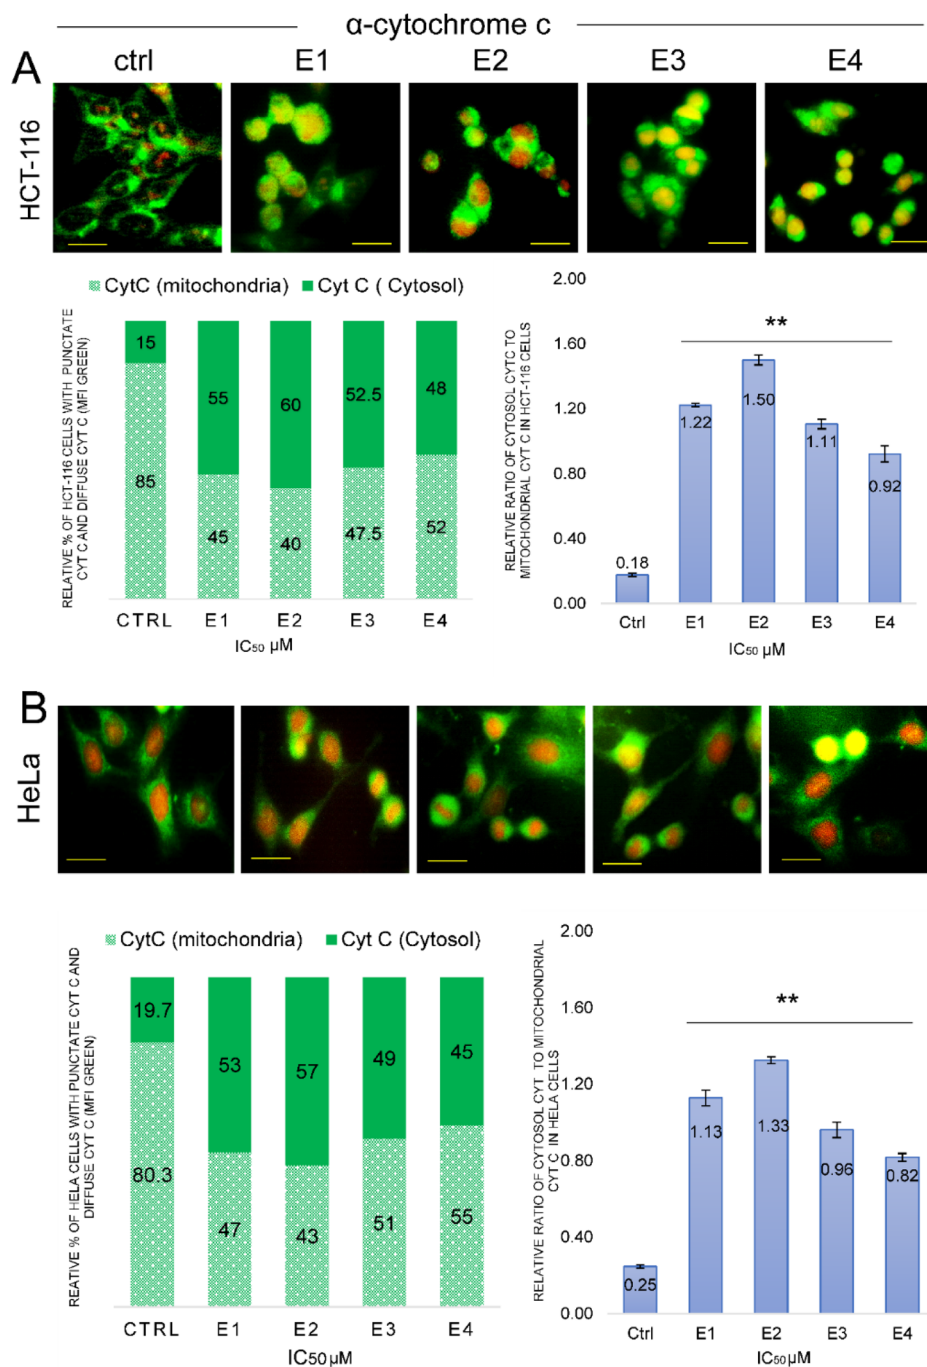 α-cytochrome c
A
ctrl E1 E2 E3 E4
HCT-116
CytC (mitochondria) Cyt C ( Cytosol)
RELATIVE % OF HCT-116 CELLS WITH PUNCTATE
CYT C AND DIFFUSE CYT C (MFI GREEN)
15 55 60 52.5 48
85 45 40 47.5 52
CTRL E1 E2 E3 E4
IC50 µM
RELATIVE RATIO OF CYTOSOL CYTC TO
MITOCHONDRIAL CYT C IN HCT-116 CELLS
2.00
1.60
1.20
0.80
0.40
0.00
**
0.18 1.22 1.50 1.11 0.92
Ctrl E1 E2 E3 E4
IC50 µM
B
HeLa
CytC (mitochondria) Cyt C (Cytosol)
REATIVE % OF HELA CELLS WITH PUNCTATE CYT C AND
DIFFUSE CYT C (MFI GREEN)
19.7 53 57 49 45
80.3 47 43 51 55
CTRL E1 E2 E3 E4
IC50 µM
RELATIVE RATIO OF CYTOSOL CYT TO MITOCHONDRIAL
CYT C IN HELA CELLS
2.00
1.60
1.20
0.80
0.40
0.00
**
0.25 1.13 1.33 0.96 0.82
Ctrl E1 E2 E3 E4
IC50 µM